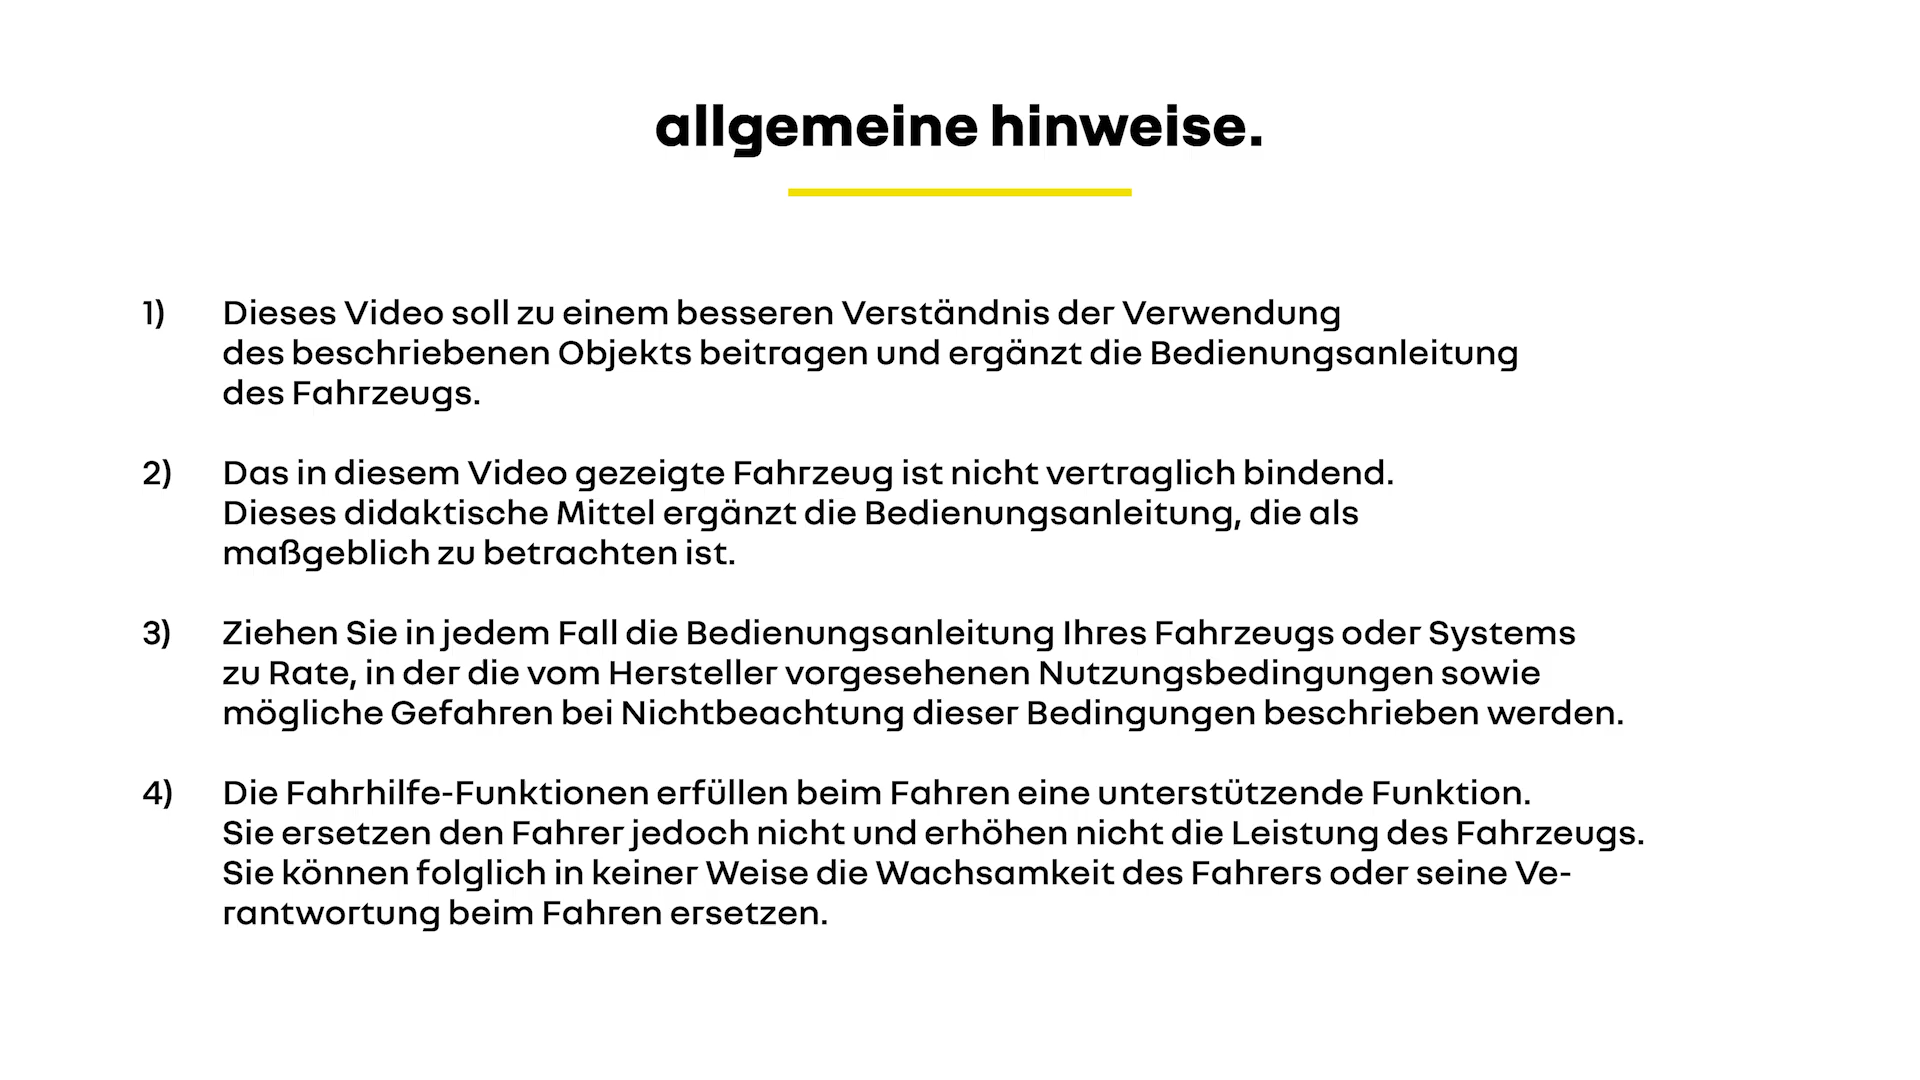 allgemeine hinweise.
1) Dieses Video soll zu einem besseren Verständnis der Verwendung
des beschriebenen Objekts beitragen und ergänzt die Bedienungsanleitung
des Fahrzeugs.
2) Das in diesem Video gezeigte Fahrzeug ist nicht vertraglich bindend.
Dieses didaktische Mittel ergänzt die Bedienungsanleitung, die als
maßgeblich zu betrachten ist.
3) Ziehen Sie in jedem Fall die Bedienungsanleitung Ihres Fahrzeugs oder Systems
zu Rate, in der die vom Hersteller vorgesehenen Nutzungsbedingungen sowie
mögliche Gefahren bei Nichtbeachtung dieser Bedingungen beschrieben werden.
4) Die Fahrhilfe-Funktionen erfüllen beim Fahren eine unterstützende Funktion.
Sie ersetzen den Fahrer jedoch nicht und erhöhen nicht die Leistung des Fahrzeugs.
Sie können folglich in keiner Weise die Wachsamkeit des Fahrers oder seine Ve-
rantwortung beim Fahren ersetzen.